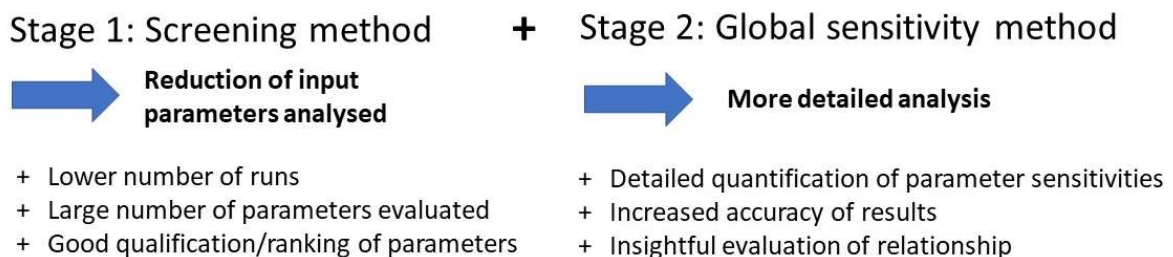 Stage 1: Screening method + Stage 2: Global sensitivity method
Reduction of input
parameters analysed
More detailed analysis
+ Lower number of runs
+ Large number of parameters evaluated
+ Good qualification/ranking of parameters
+ Detailed quantification of parameter sensitivities
+ Increased accuracy of results
+ Insightful evaluation of relationship